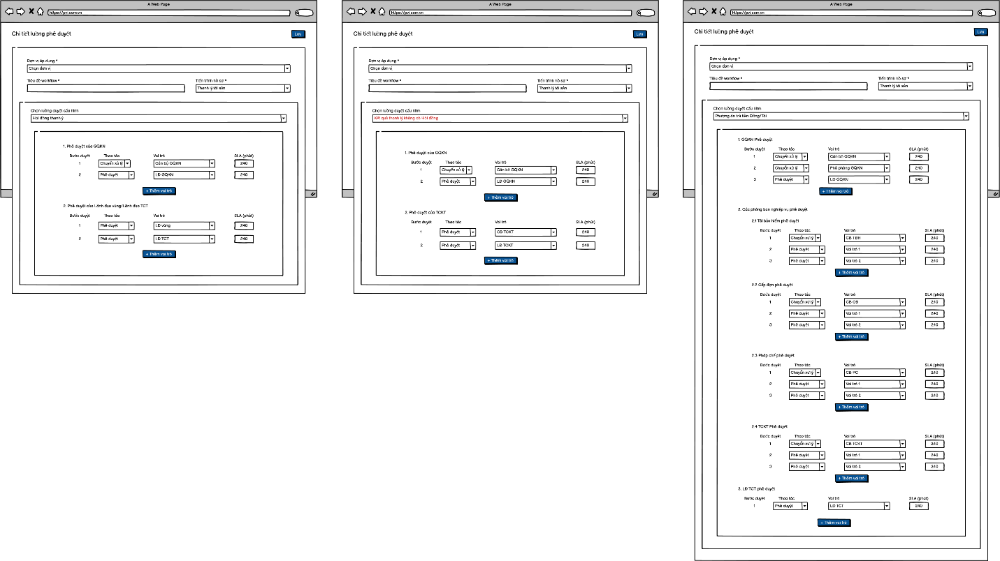 A Web Page
https://pvi.com.vn
Chi tiết luồng phê duyệt
Lưu
Đơn vị áp dụng *
Chọn đơn vị
Tiêu đề workflow *
Tiến trình hồ sơ *
Thanh lý tài sản
Chọn luồng duyệt cấu hình
Hội đồng thanh ý
1. Phê duyệt của GQKN
Bước duyệt Thao tác Vai trò SLA (phút)
1 Chuyển xử lý Cán bộ GQKN 240
2 Phê duyệt LĐ GQKN 240
+ Thêm vai trò
2. Phê duyệt của Lãnh đạo vùng/Lãnh đạo TCT
Bước duyệt Thao tác Vai trò SLA (phút)
1 Phê duyệt LĐ vùng 240
2 Phê duyệt LĐ TCT 240
+ Thêm vai trò
A Web Page
https://pvi.com.vn
Chi tiết luồng phê duyệt
Lưu
Đơn vị áp dụng *
Chọn đơn vị
Tiêu đề workflow *
Tiến trình hồ sơ *
Thanh lý tài sản
Chọn luồng duyệt cấu hình
Kết quả thanh lý không có Hội đồng
1. Phê duyệt của GQKN
Bước duyệt Thao tác Vai trò SLA (phút)
1 Chuyển xử lý Cán bộ GQKN 240
2 Phê duyệt LĐ GQKN 240
+ Thêm vai trò
2. Phê duyệt của TCKT
Bước duyệt Thao tác Vai trò SLA (phút)
1 Phê duyệt CB TCKT 240
2 Phê duyệt LĐ TCKT 240
+ Thêm vai trò
A Web Page
https://pvi.com.vn
Chi tiết luồng phê duyệt
Lưu
Đơn vị áp dụng *
Chọn đơn vị
Tiêu đề workflow *
Tiến trình hồ sơ *
Thanh lý tài sản
Chọn luồng duyệt cấu hình
Phương án trả tiền Đồng/Tái
1. GQKN Phê duyệt
Bước duyệt Thao tác Vai trò SLA (phút)
1 Chuyển xử lý Cán bộ GQKN 240
2 Chuyển xử lý Phó phòng GQKN 240
3 Phê duyệt LĐ GQKN 240
+ Thêm vai trò
2. Các phòng ban nghiệp vụ phê duyệt
2.1 Tái bảo hiểm phê duyệt
Bước duyệt Thao tác Vai trò SLA (phút)
1 Chuyển xử lý CB TBH 240
2 Phê duyệt Vai trò 1 240
3 Phê duyệt Vai trò 2 240
+ Thêm vai trò
2.2 Cấp đơn phê duyệt
Bước duyệt Thao tác Vai trò SLA (phút)
1 Chuyển xử lý CB CĐ 240
2 Phê duyệt Vai trò 1 240
3 Phê duyệt Vai trò 2 240
+ Thêm vai trò
2.3 Pháp chế phê duyệt
Bước duyệt Thao tác Vai trò SLA (phút)
1 Chuyển xử lý CB PC 240
2 Phê duyệt Vai trò 1 240
3 Phê duyệt Vai trò 2 240
+ Thêm vai trò
2.4 TCKT Phê duyệt
Bước duyệt Thao tác Vai trò SLA (phút)
1 Chuyển xử lý CB TCKT 240
2 Phê duyệt Vai trò 1 240
3 Phê duyệt Vai trò 2 240
+ Thêm vai trò
3. LĐ TCT phê duyệt
Bước duyệt Thao tác Vai trò SLA (phút)
1 Phê duyệt LĐ TCT 240
+ Thêm vai trò